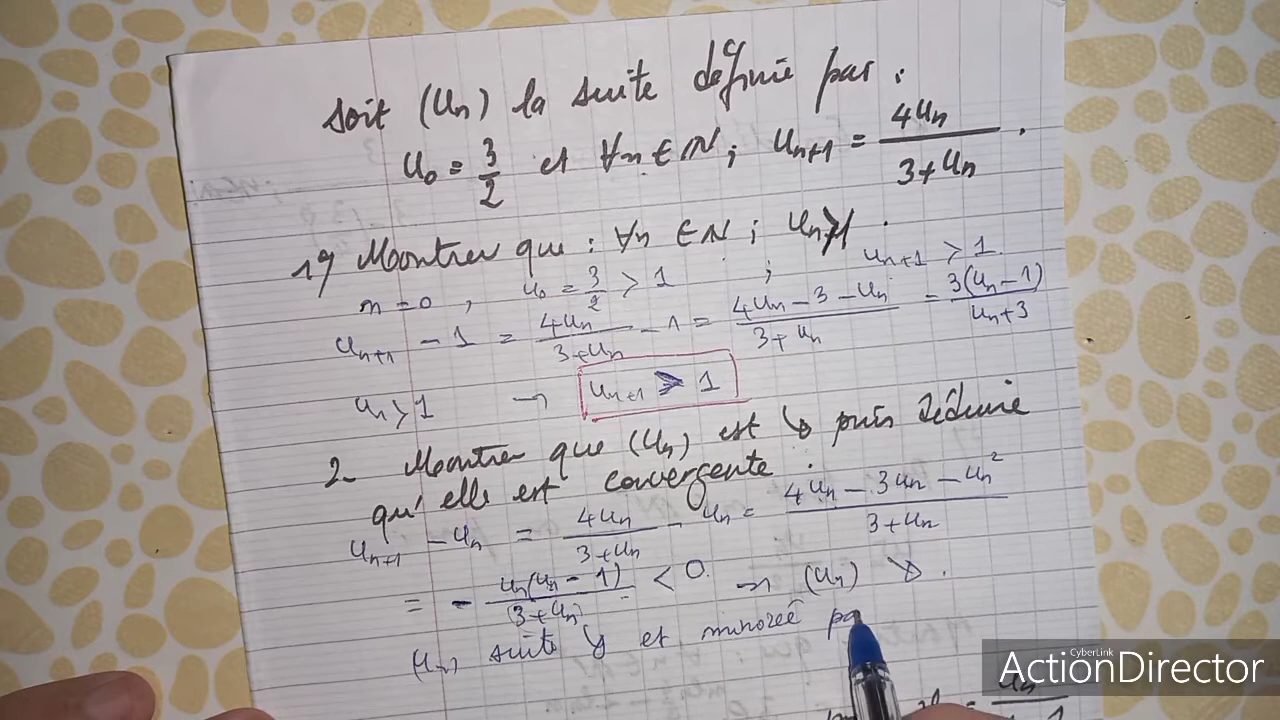 soit (Un) la suite définie par :
U0 = 3/2 et ∀n ∈ N ; Un+1 = 4Un / (3+Un) .
1°) Montrer que : ∀n ∈ N ; Un > 1 .
n = 0 , u0 = 3/2 > 1 ; un+1 > 1.
un+1 - 1 = 4un / (3+un) - 1 = (4un - 3 - un) / (3+un) = 3(un - 1) / (un+3)
un > 1 → un+1 > 1
2- Montrer que (Un) est ↘ puis déduire
qu'elle est convergente .
un+1 - un = 4un / (3+un) - un = (4un - 3un - un²) / (3+un)
= - un(un - 1) / (3+un) < 0. → (un) ↘ .
(un) suite ↘ et minorée
CyberLink
ActionDirector